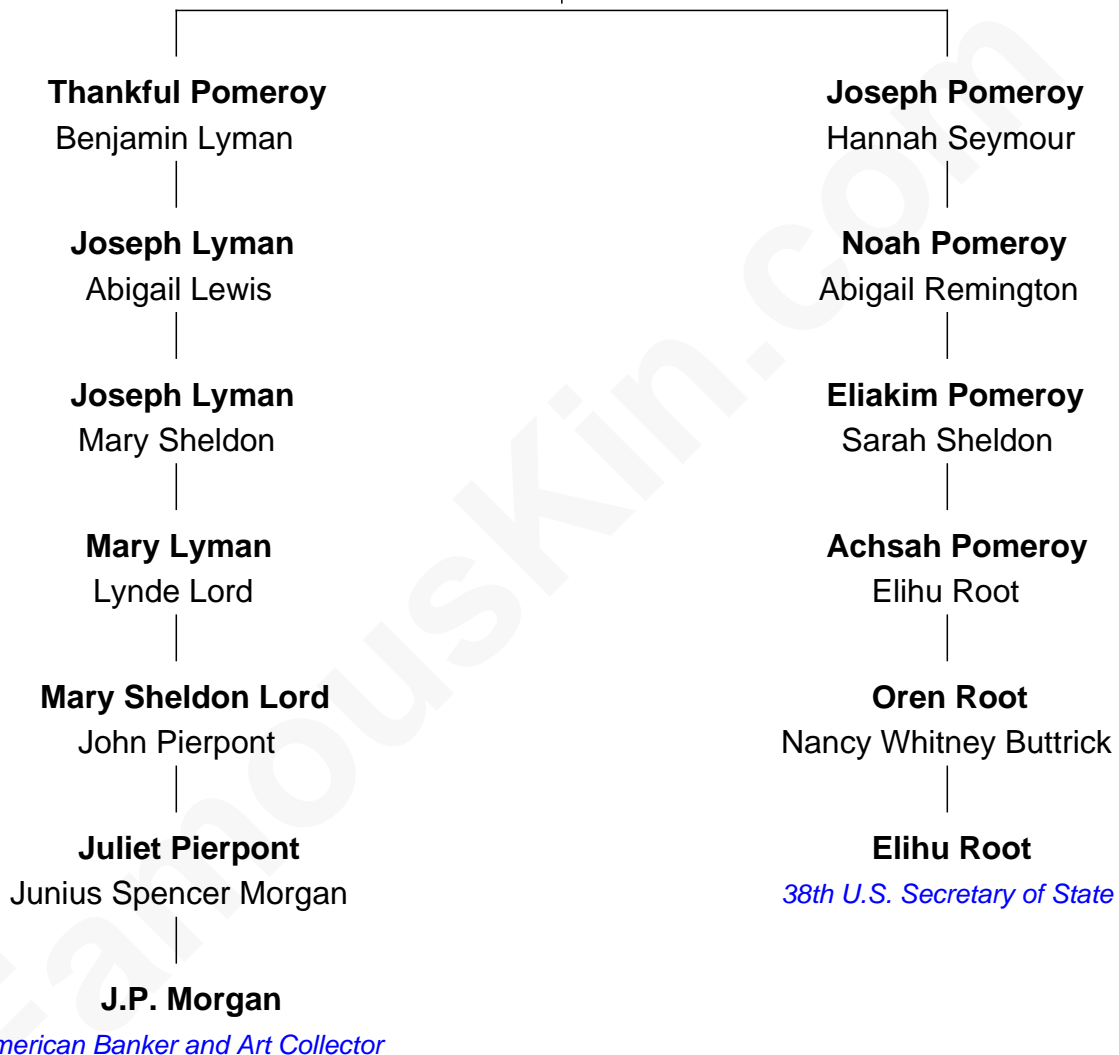 Thankful Pomeroy
Benjamin Lyman
Joseph Lyman
Abigail Lewis
Joseph Lyman
Mary Sheldon
Mary Lyman
Lynde Lord
Mary Sheldon Lord
John Pierpont
Juliet Pierpont
Junius Spencer Morgan
J.P. Morgan
merican Banker and Art Collector
Joseph Pomeroy
Hannah Seymour
Noah Pomeroy
Abigail Remington
Eliakim Pomeroy
Sarah Sheldon
Achsah Pomeroy
Elihu Root
Oren Root
Nancy Whitney Buttrick
Elihu Root
38th U.S. Secretary of State
FamousKin.com